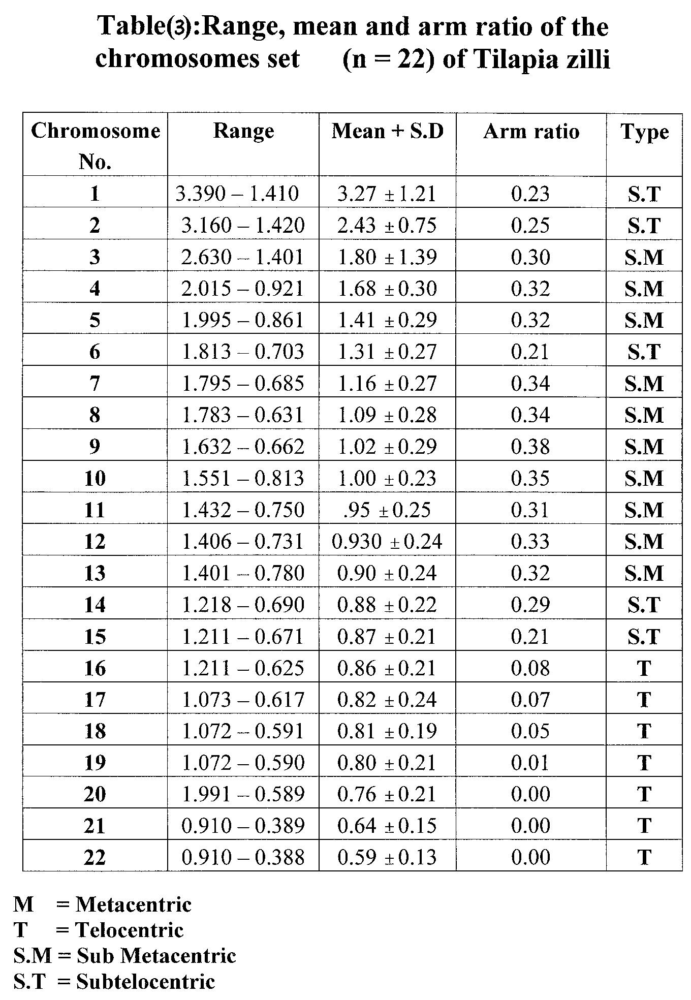 Table(3):Range, mean and arm ratio of the
chromosomes set (n = 22) of Tilapia zilli
Chromosome No. Range Mean + S.D Arm ratio Type
1 3.390 – 1.410 3.27 ±1.21 0.23 S.T
2 3.160 – 1.420 2.43 ±0.75 0.25 S.T
3 2.630 – 1.401 1.80 ±1.39 0.30 S.M
4 2.015 – 0.921 1.68 ±0.30 0.32 S.M
5 1.995 – 0.861 1.41 ±0.29 0.32 S.M
6 1.813 – 0.703 1.31 ±0.27 0.21 S.T
7 1.795 – 0.685 1.16 ±0.27 0.34 S.M
8 1.783 – 0.631 1.09 ±0.28 0.34 S.M
9 1.632 – 0.662 1.02 ±0.29 0.38 S.M
10 1.551 – 0.813 1.00 ±0.23 0.35 S.M
11 1.432 – 0.750 .95 ±0.25 0.31 S.M
12 1.406 – 0.731 0.930 ±0.24 0.33 S.M
13 1.401 – 0.780 0.90 ±0.24 0.32 S.M
14 1.218 – 0.690 0.88 ±0.22 0.29 S.T
15 1.211 – 0.671 0.87 ±0.21 0.21 S.T
16 1.211 – 0.625 0.86 ±0.21 0.08 T
17 1.073 – 0.617 0.82 ±0.24 0.07 T
18 1.072 – 0.591 0.81 ±0.19 0.05 T
19 1.072 – 0.590 0.80 ±0.21 0.01 T
20 1.991 – 0.589 0.76 ±0.21 0.00 T
21 0.910 – 0.389 0.64 ±0.15 0.00 T
22 0.910 – 0.388 0.59 ±0.13 0.00 T
M = Metacentric
T = Telocentric
S.M = Sub Metacentric
S.T = Subtelocentric